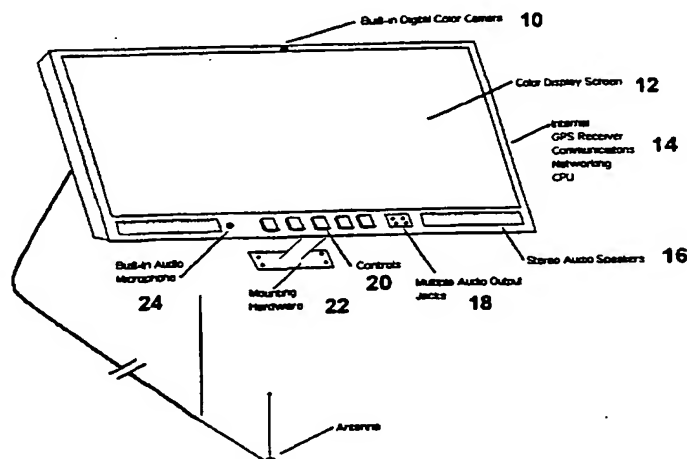 Built-in Digital Color Camera 10
Color Display Screen 12
Internal
GPS Receiver
Communications 14
Networking
CPU
Stereo Audio Speakers 16
Built-in Audio
Microphone
24
Controls
20
Multiple Audio Output
Jacks 18
Mounting
Hardware 22
Antenna